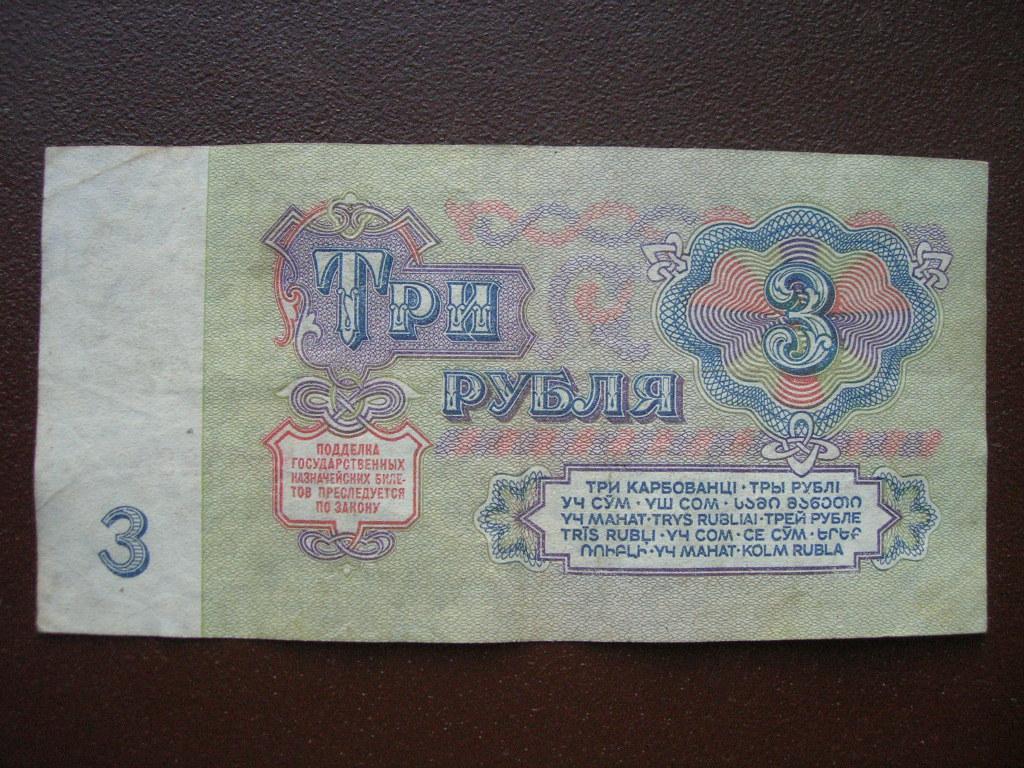 ТРИ
РУБЛЯ
3
ПОДДЕЛКА
ГОСУДАРСТВЕННЫХ
КАЗНАЧЕЙСКИХ БИЛЕ-
ТОВ ПРЕСЛЕДУЕТСЯ
ПО ЗАКОНУ
ТРИ КАРБОВАНЦІ · ТРЫ РУБЛІ
УЧ СЎМ · ҮШ СОМ · ᲡᲐᲛᲘ ᲛᲐᲜᲔᲗᲘ
ҮЧ МАНАТ · TRYS RUBLIAI · ТРЕЙ РУБЛЕ
TRĪS RUBĻI · ҮЧ СОМ · СЕ СЎМ · ԵՐԵՔ
ՌՈՒԲԼԻ · ҮЧ МАНАТ · KOLM RUBLA
3